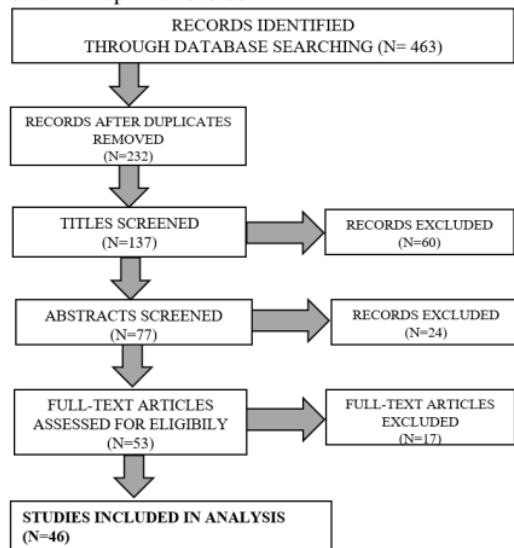 RECORDS IDENTIFIED
THROUGH DATABASE SEARCHING (N= 463)
RECORDS AFTER DUPLICATES
REMOVED
(N=232)
TITLES SCREENED
(N=137)
RECORDS EXCLUDED
(N=60)
ABSTRACTS SCREENED
(N=77)
RECORDS EXCLUDED
(N=24)
FULL-TEXT ARTICLES
ASSESSED FOR ELIGIBILY
(N=53)
FULL-TEXT ARTICLES
EXCLUDED
(N=17)
STUDIES INCLUDED IN ANALYSIS
(N=46)